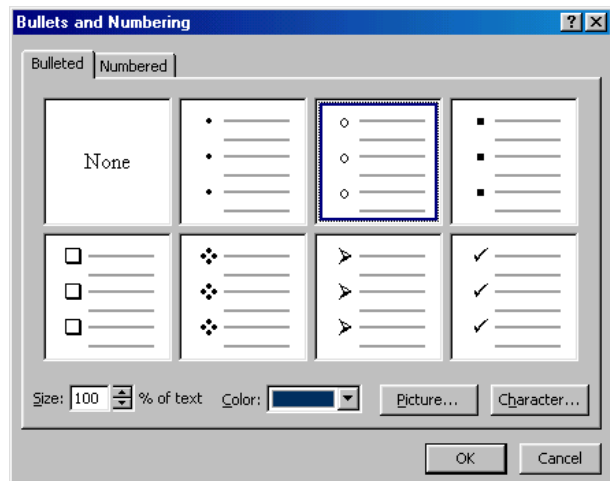 Bullets and Numbering
Bulleted Numbered
None
Size: 100 % of text Color: Picture... Character...
OK Cancel